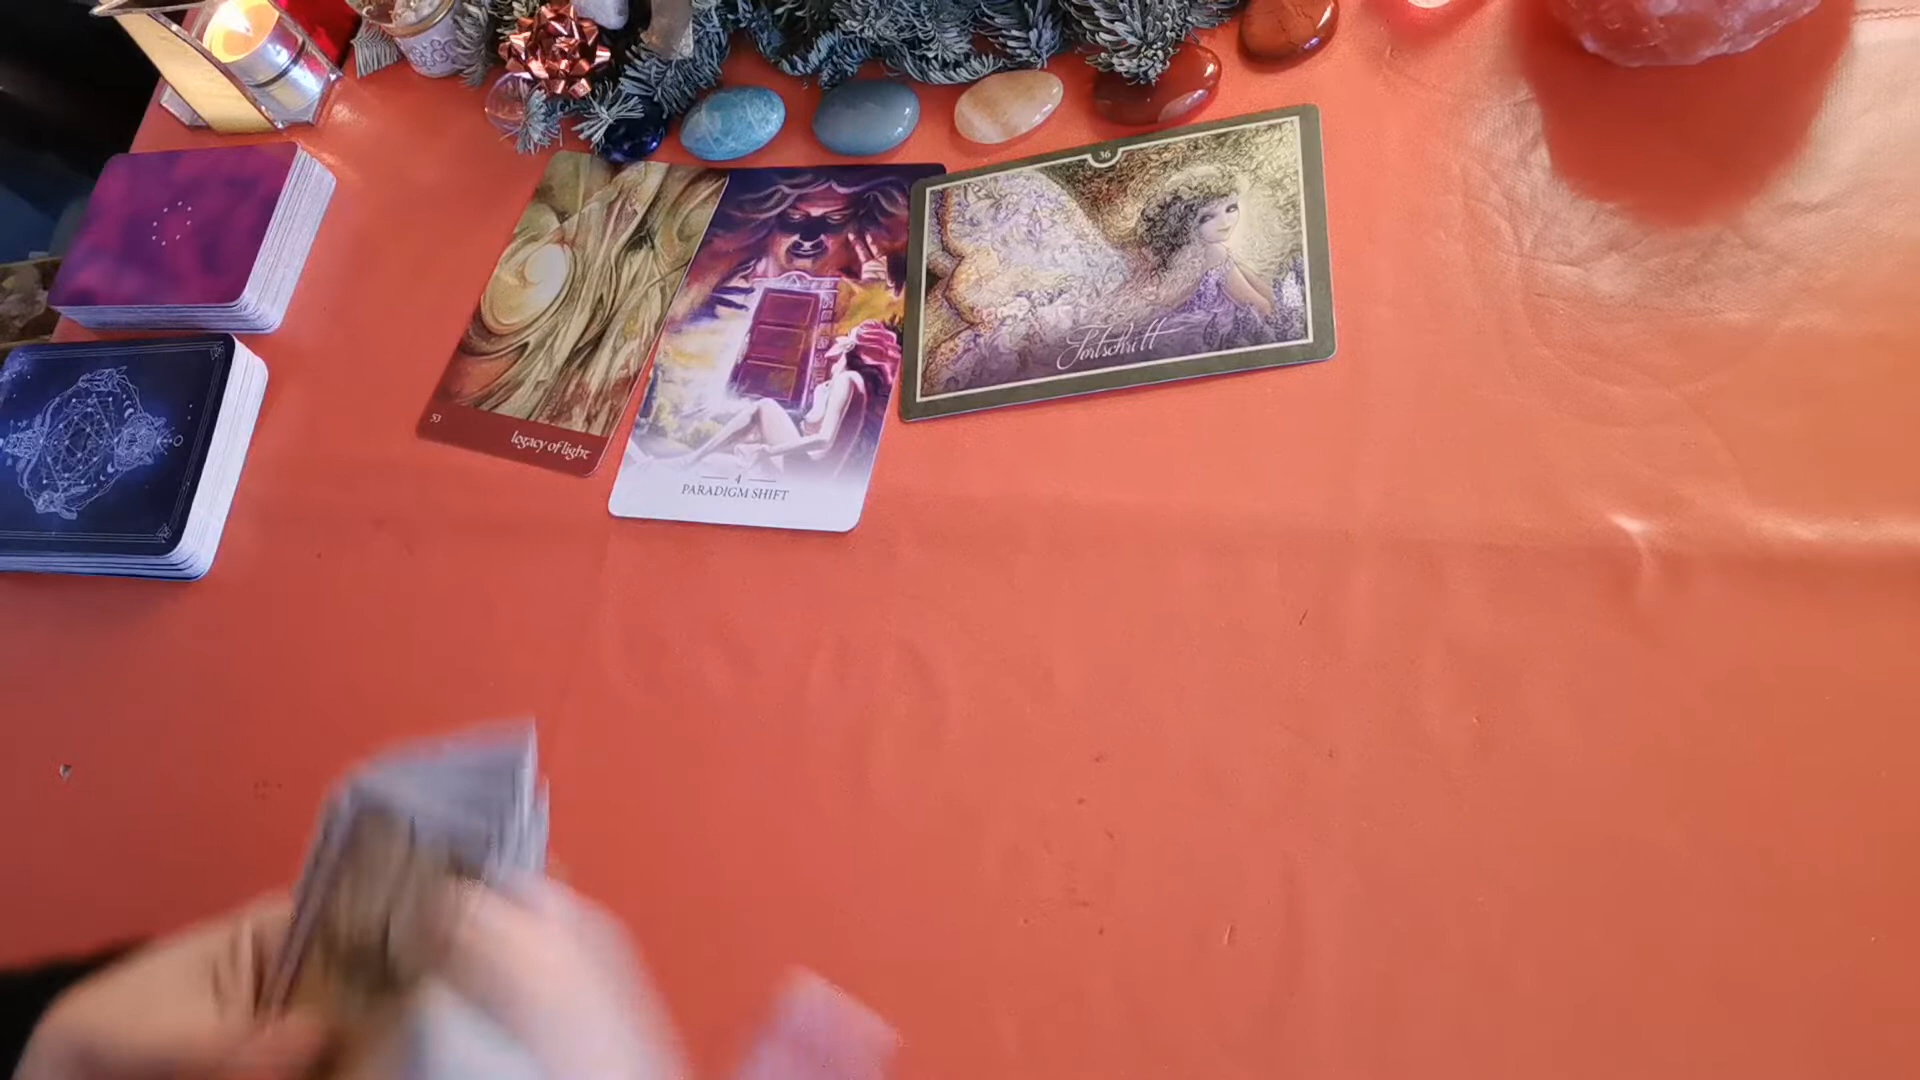 53
legacy of light
4
PARADIGM SHIFT
36
Fortschritt